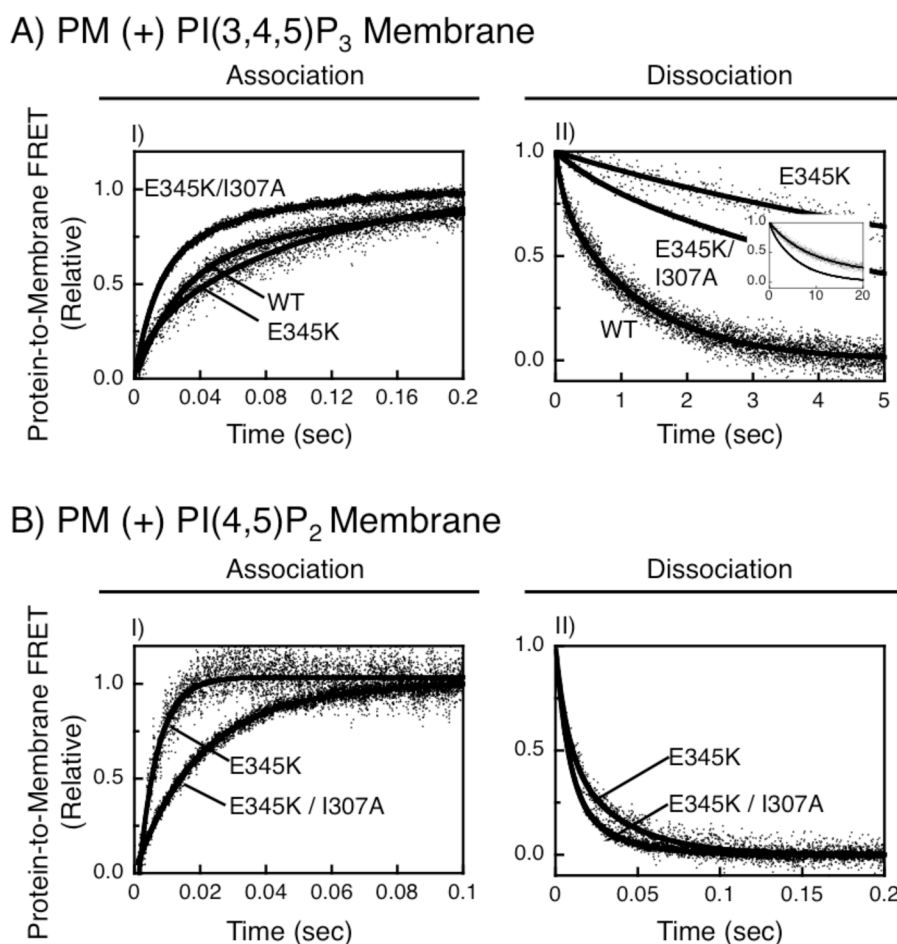 A) PM (+) PI(3,4,5)P₃ Membrane
Association
Dissociation
Protein-to-Membrane FRET
(Relative)
I)
1.0
0.5
0.0
E345K/I307A
WT
E345K
0
0.04
0.08
0.12
0.16
0.2
Time (sec)
II)
1.0
0.5
0.0
E345K
E345K/
I307A
WT
1.0
0.5
0.0
0
10
20
0
1
2
3
4
5
Time (sec)
B) PM (+) PI(4,5)P₂ Membrane
Association
Dissociation
Protein-to-Membrane FRET
(Relative)
I)
1.0
0.5
0.0
E345K
E345K / I307A
0
0.02
0.04
0.06
0.08
0.1
Time (sec)
II)
1.0
0.5
0.0
E345K
E345K / I307A
0
0.05
0.1
0.15
0.2
Time (sec)